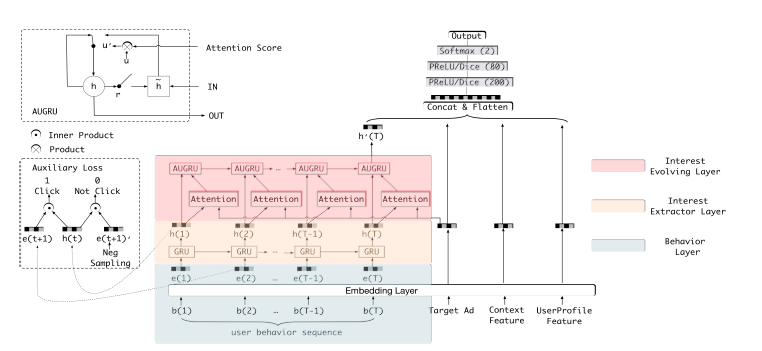 Output
Softmax (2)
PReLU/Dice (80)
PReLU/Dice (200)
Concat & Flatten
u'
ũ
Attention Score
h
r
h̃
IN
AUGRU
OUT
Inner Product
Product
h'(T)
Auxiliary Loss
1 0
Click Not Click
e(t+1) h(t) e(t+1)'
Neg
Sampling
AUGRU AUGRU … AUGRU AUGRU
Attention Attention Attention Attention
h(1) h(2) h(T-1) h(T)
GRU GRU … GRU GRU
e(1) e(2) … e(T-1) e(T)
Embedding Layer
b(1) b(2) … b(T-1) b(T)
user behavior sequence
Target Ad
Context
Feature
UserProfile
Feature
Interest
Evolving Layer
Interest
Extractor Layer
Behavior
Layer